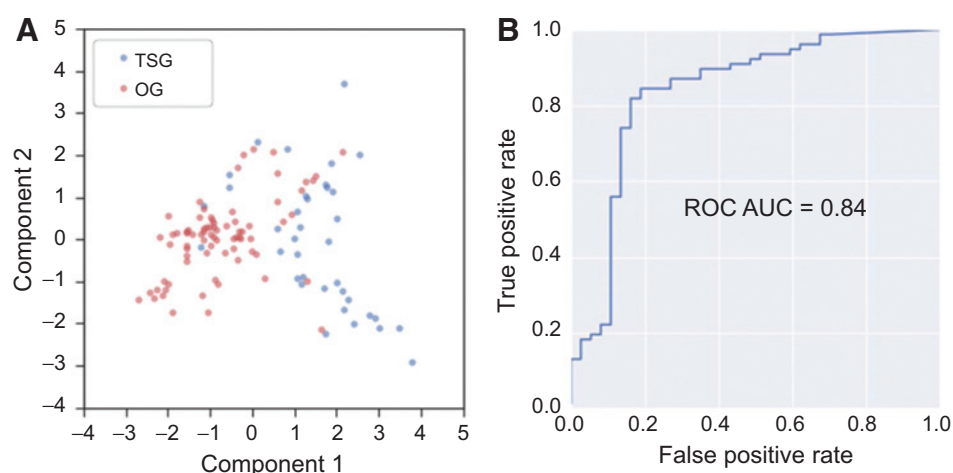 A
5
4
3
2
1
0
–1
–2
–3
–4
–4 –3 –2 –1 0 1 2 3 4 5
Component 2
Component 1
TSG
OG
B
1.0
0.8
0.6
0.4
0.2
0.0
0.0 0.2 0.4 0.6 0.8 1.0
True positive rate
False positive rate
ROC AUC = 0.84